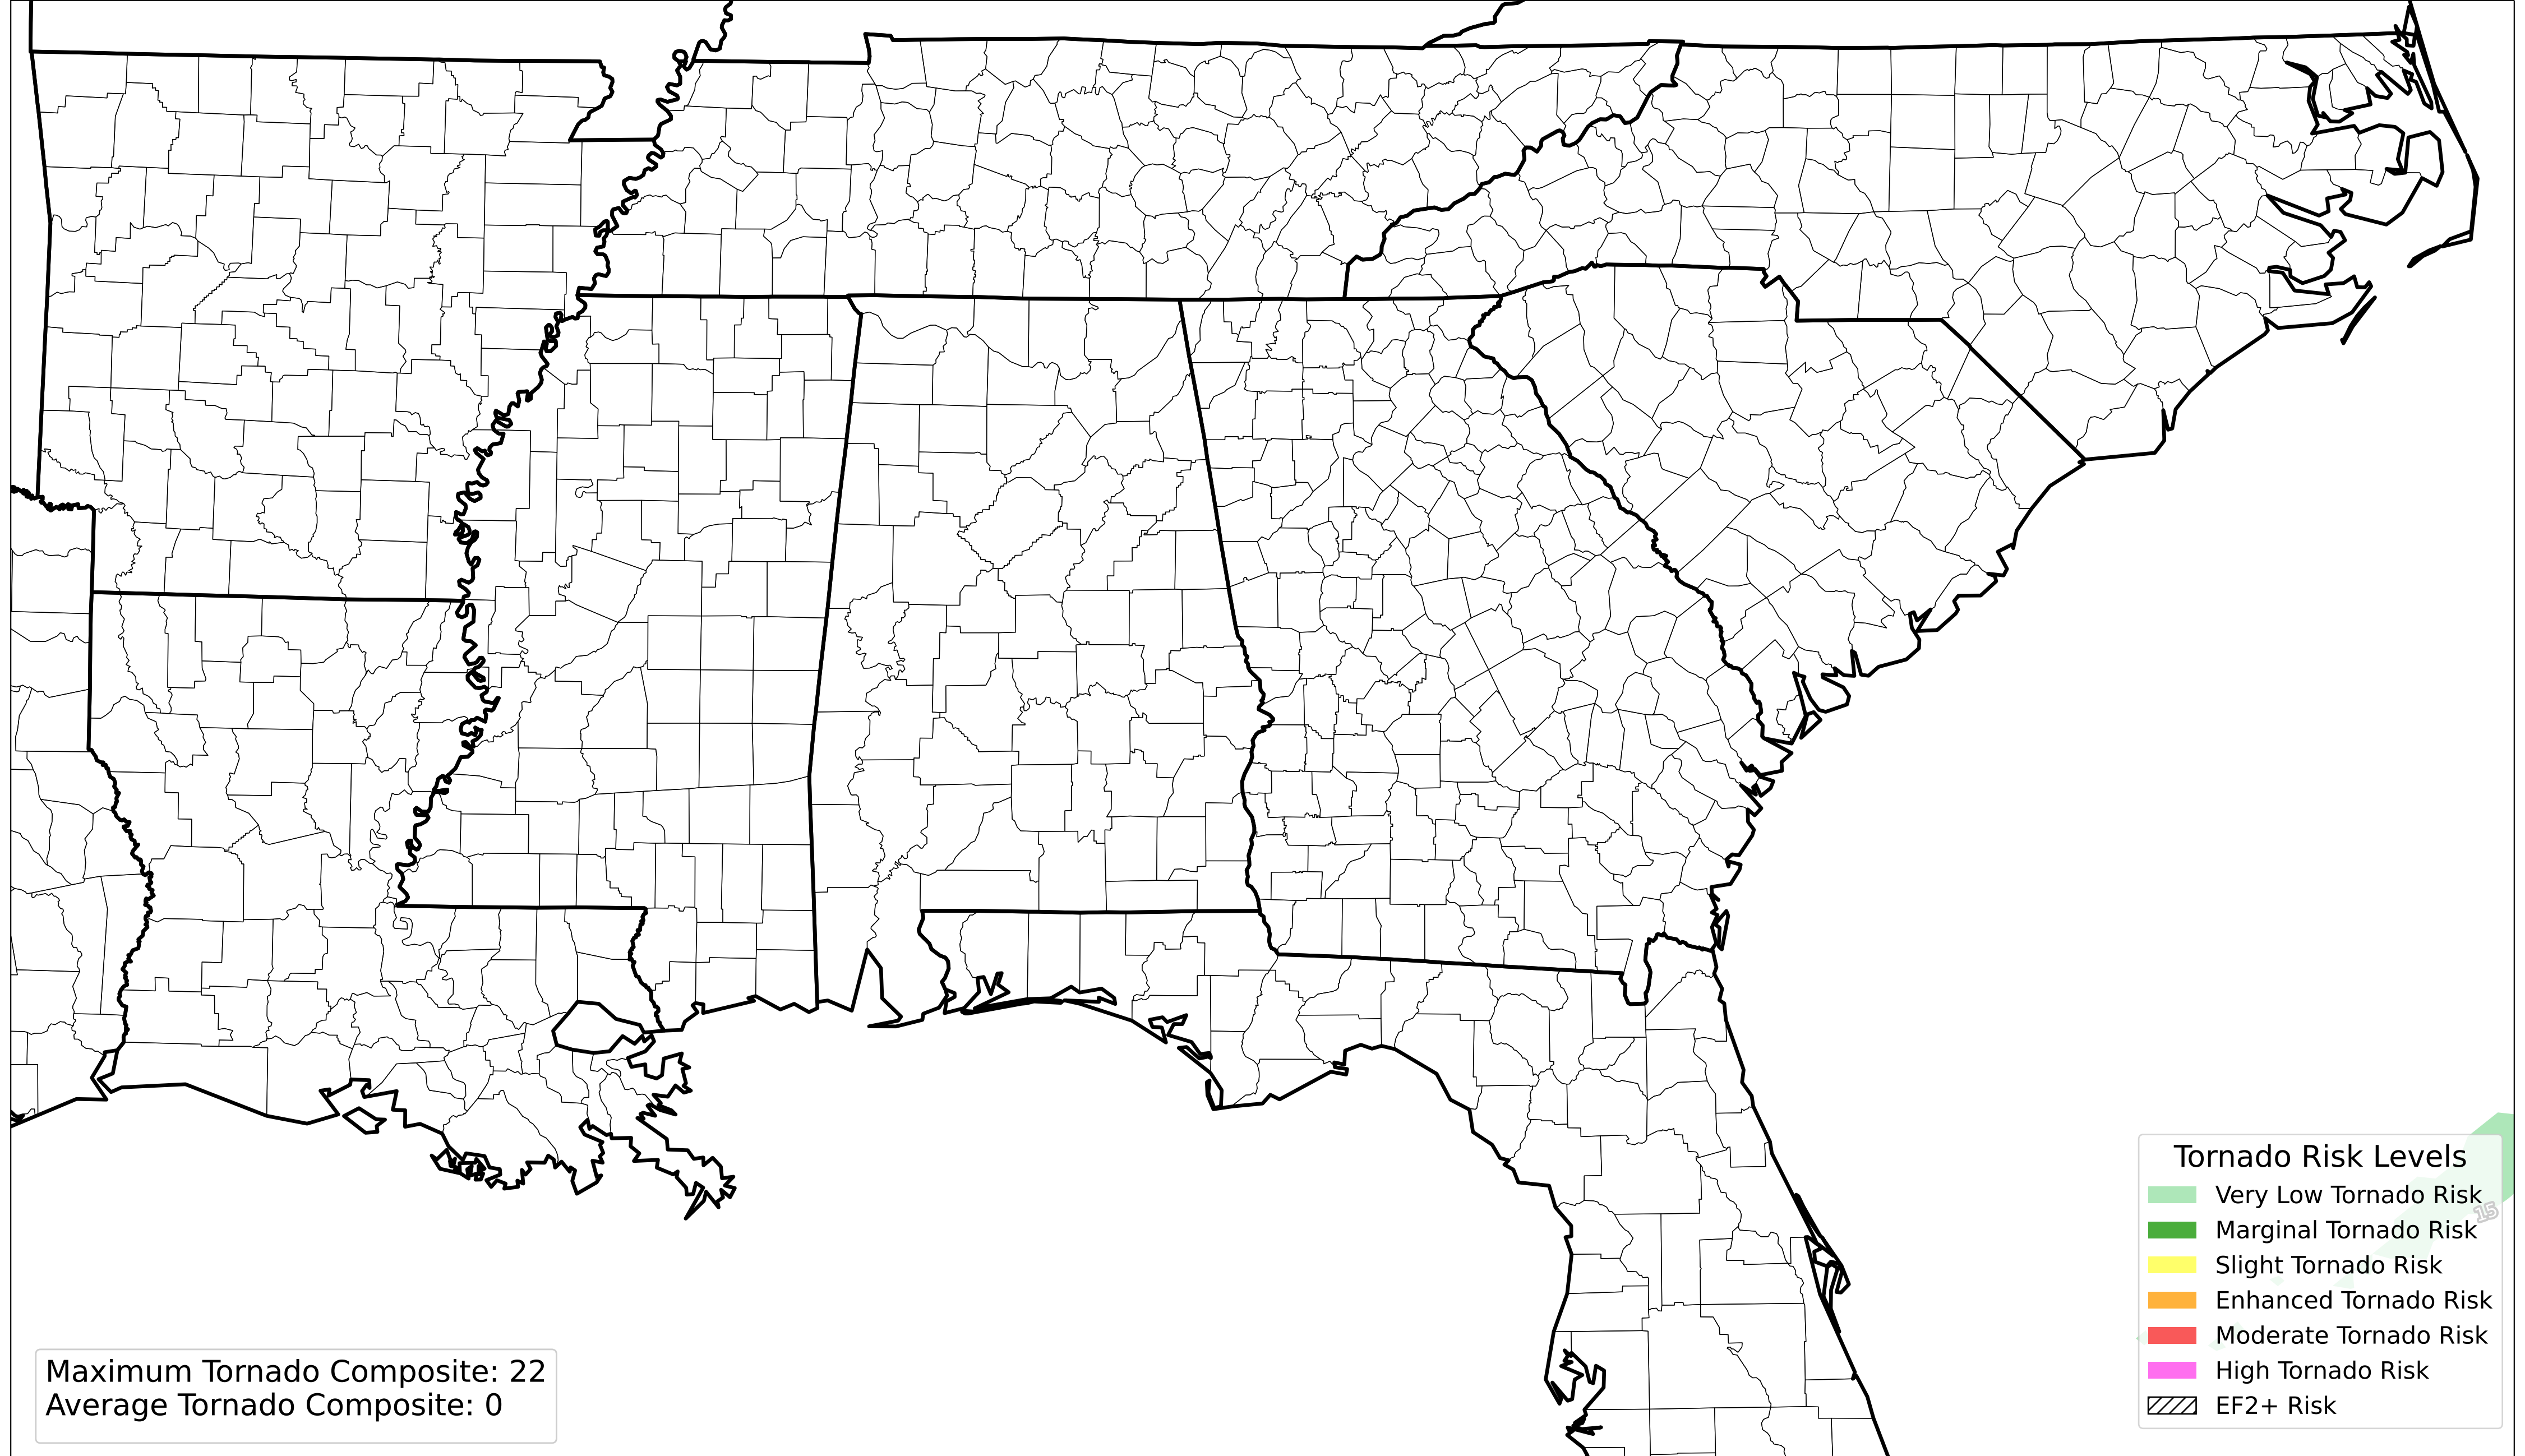 Tornado Risk Levels
Very Low Tornado Risk
15
Marginal Tornado Risk
Slight Tornado Risk
Enhanced Tornado Risk
Moderate Tornado Risk
High Tornado Risk
EF2+ Risk
Maximum Tornado Composite: 22
Average Tornado Composite: 0